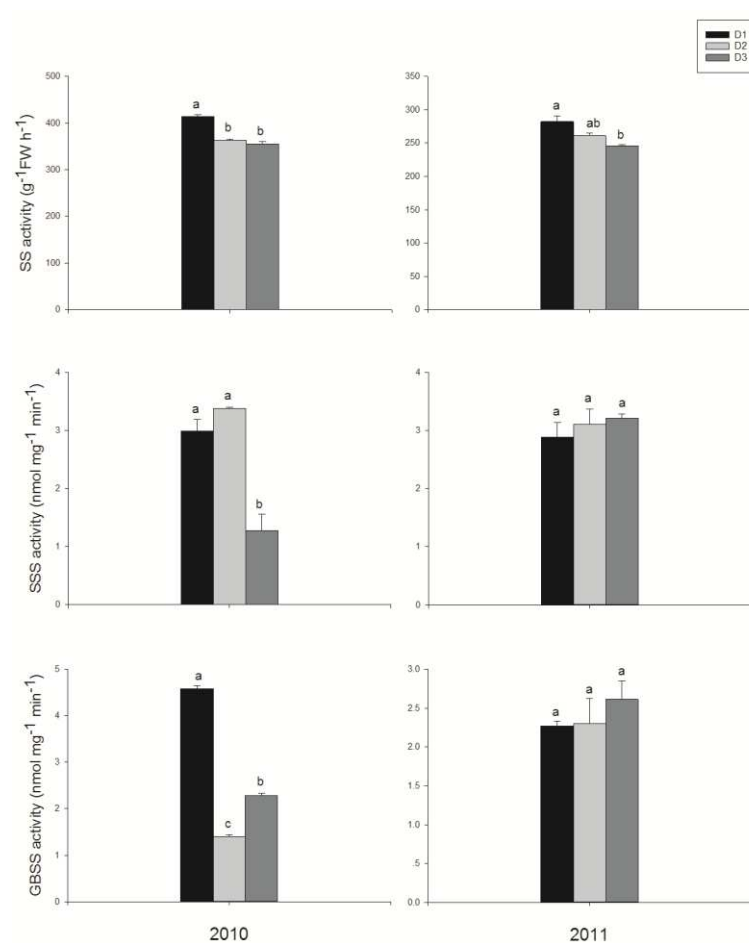 D1
D2
D3
SS activity (g⁻¹FW h⁻¹)
500
400
300
200
100
0
a
b
b
350
300
250
200
150
100
50
0
a
ab
b
SSS activity (nmol mg⁻¹ min⁻¹)
4
3
2
1
0
a
a
b
4
3
2
1
0
a
a
a
GBSS activity (nmol mg⁻¹ min⁻¹)
5
4
3
2
1
0
a
c
b
3.0
2.5
2.0
1.5
1.0
.5
0.0
a
a
a
2010
2011